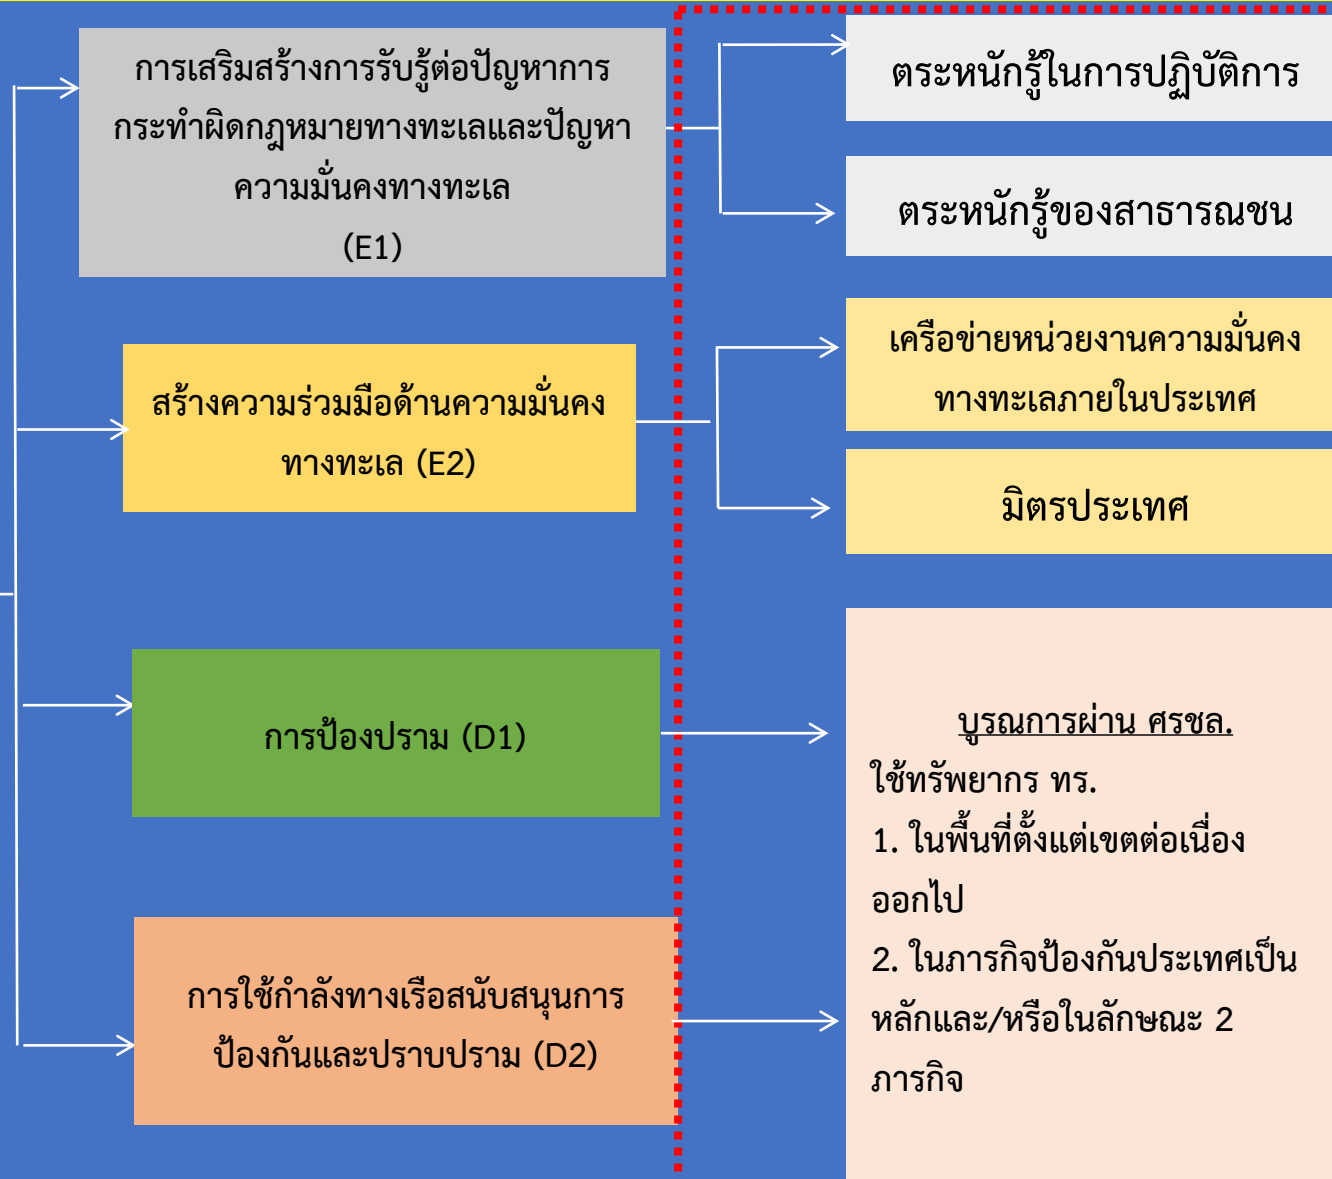 การเสริมสร้างการรับรู้ต่อปัญหาการ
กระทำผิดกฎหมายทางทะเลและปัญหา
ความมั่นคงทางทะเล
(E1)
ตระหนักรู้ในการปฏิบัติการ
ตระหนักรู้ของสาธารณชน
สร้างความร่วมมือด้านความมั่นคง
ทางทะเล (E2)
เครือข่ายหน่วยงานความมั่นคง
ทางทะเลภายในประเทศ
มิตรประเทศ
การป้องปราม (D1)
การใช้กำลังทางเรือสนับสนุนการ
ป้องกันและปราบปราม (D2)
บูรณการผ่าน ศรชล.
ใช้ทรัพยากร ทร.
1. ในพื้นที่ตั้งแต่เขตต่อเนื่อง
ออกไป
2. ในภารกิจป้องกันประเทศเป็น
หลักและ/หรือในลักษณะ 2
ภารกิจ